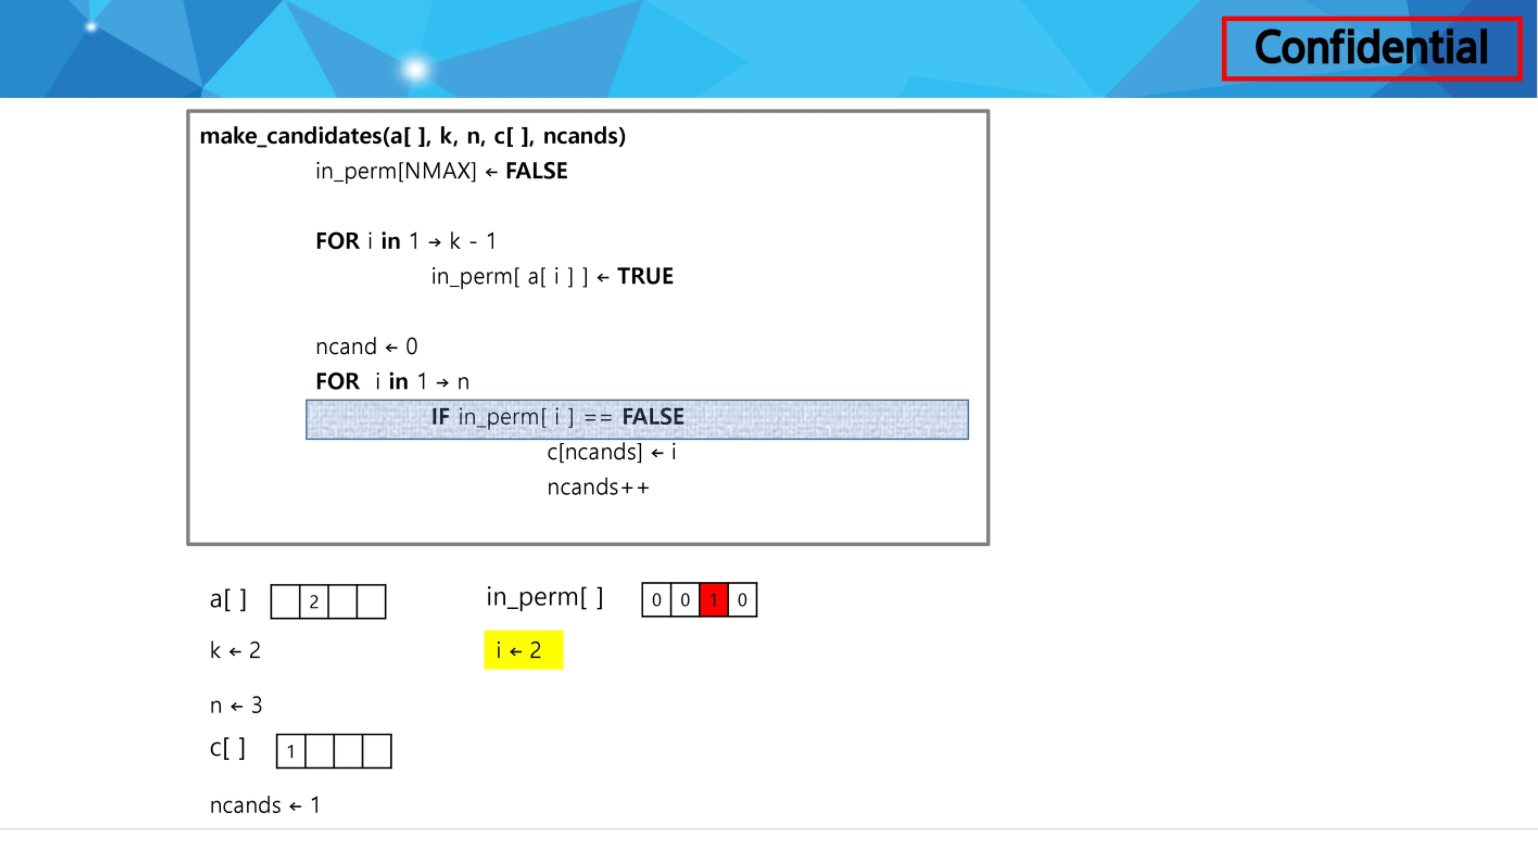 Confidential
make_candidates(a[ ], k, n, c[ ], ncands)
in_perm[NMAX] ← FALSE
FOR i in 1 → k - 1
in_perm[ a[ i ] ] ← TRUE
ncand ← 0
FOR i in 1 → n
IF in_perm[ i ] == FALSE
c[ncands] ← i
ncands++
a[ ] 2 in_perm[ ] 0 0 1 0
k ← 2 i ← 2
n ← 3
c[ ] 1
ncands ← 1